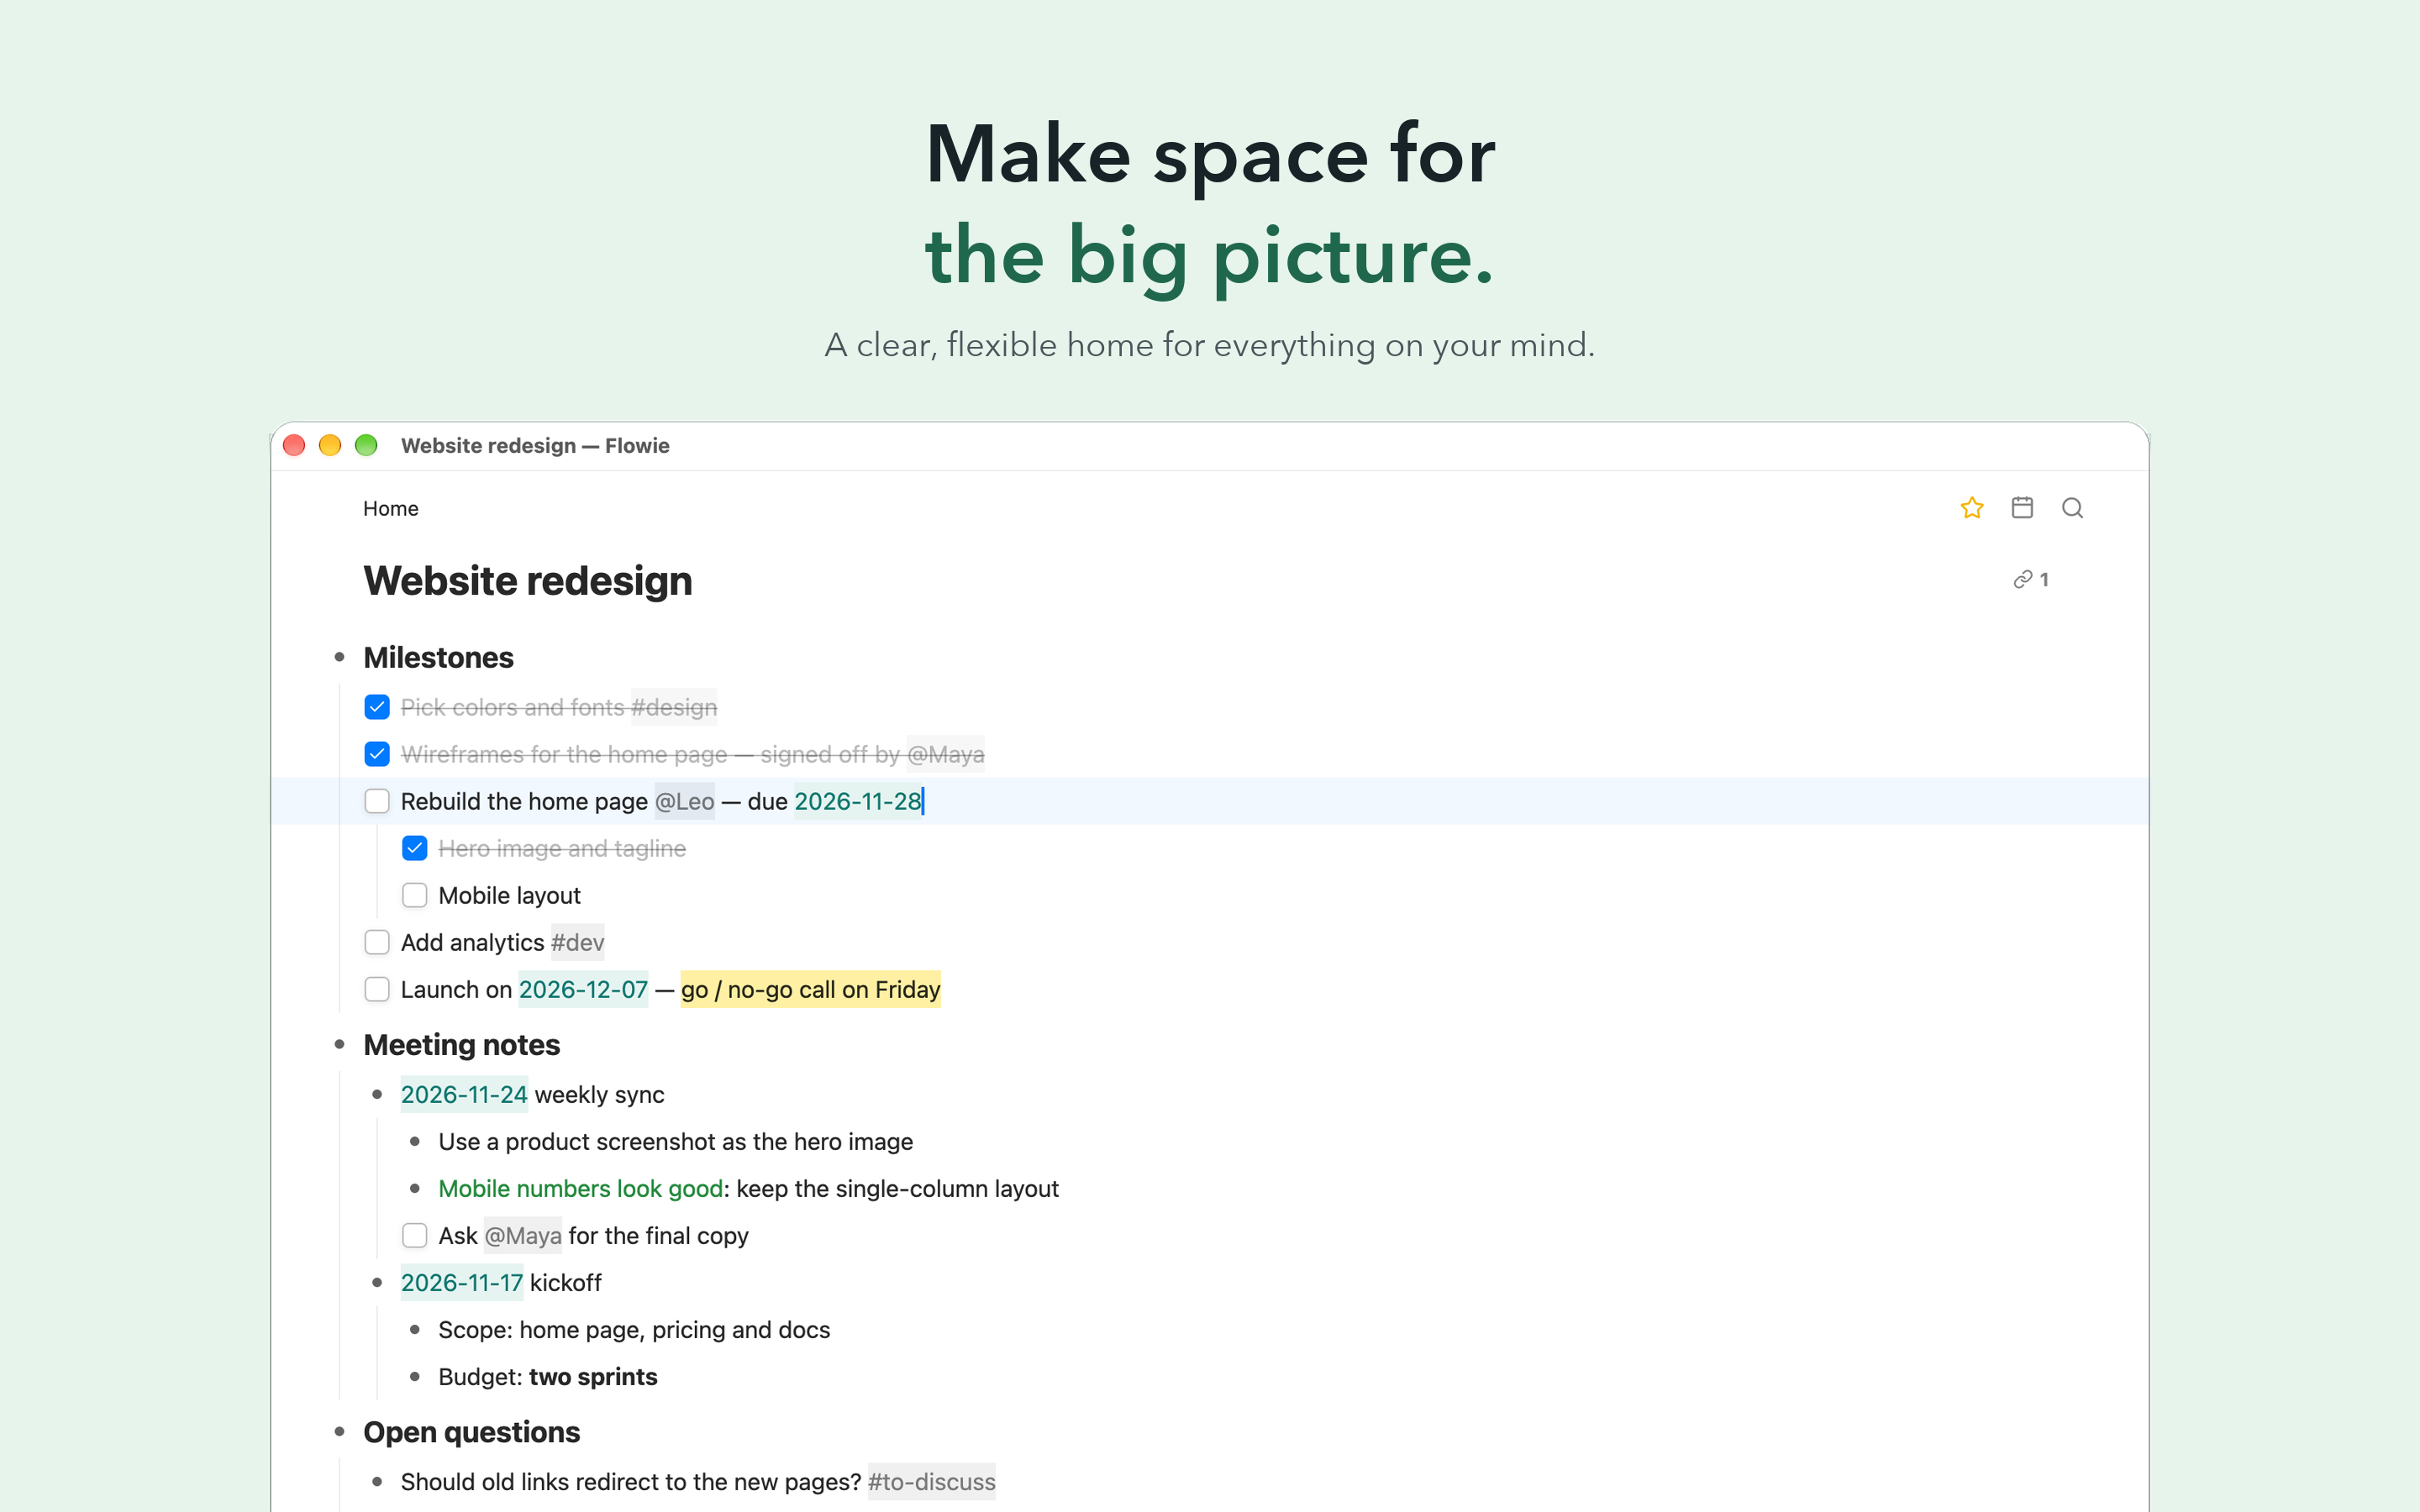 Make space for
the big picture.
A clear, flexible home for everything on your mind.
Website redesign — Flowie
Home
Website redesign
1
Milestones
Pick colors and fonts #design
Wireframes for the home page — signed off by @Maya
Rebuild the home page @Leo — due 2026-11-28
Hero image and tagline
Mobile layout
Add analytics #dev
Launch on 2026-12-07 — go / no-go call on Friday
Meeting notes
2026-11-24 weekly sync
Use a product screenshot as the hero image
Mobile numbers look good: keep the single-column layout
Ask @Maya for the final copy
2026-11-17 kickoff
Scope: home page, pricing and docs
Budget: two sprints
Open questions
Should old links redirect to the new pages? #to-discuss